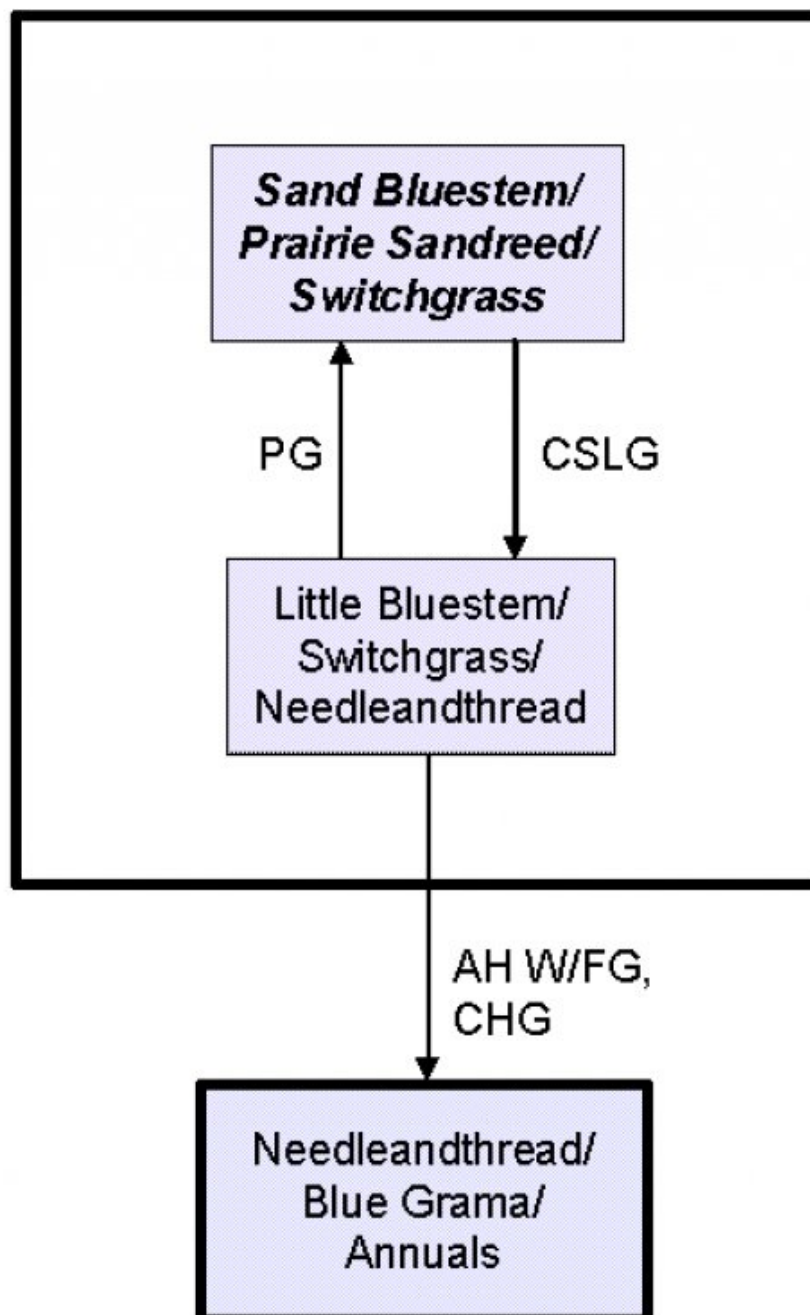 Sand Bluestem/
Prairie Sandreed/
Switchgrass
PG
CSLG
Little Bluestem/
Switchgrass/
Needleandthread
AH W/FG,
CHG
Needleandthread/
Blue Grama/
Annuals